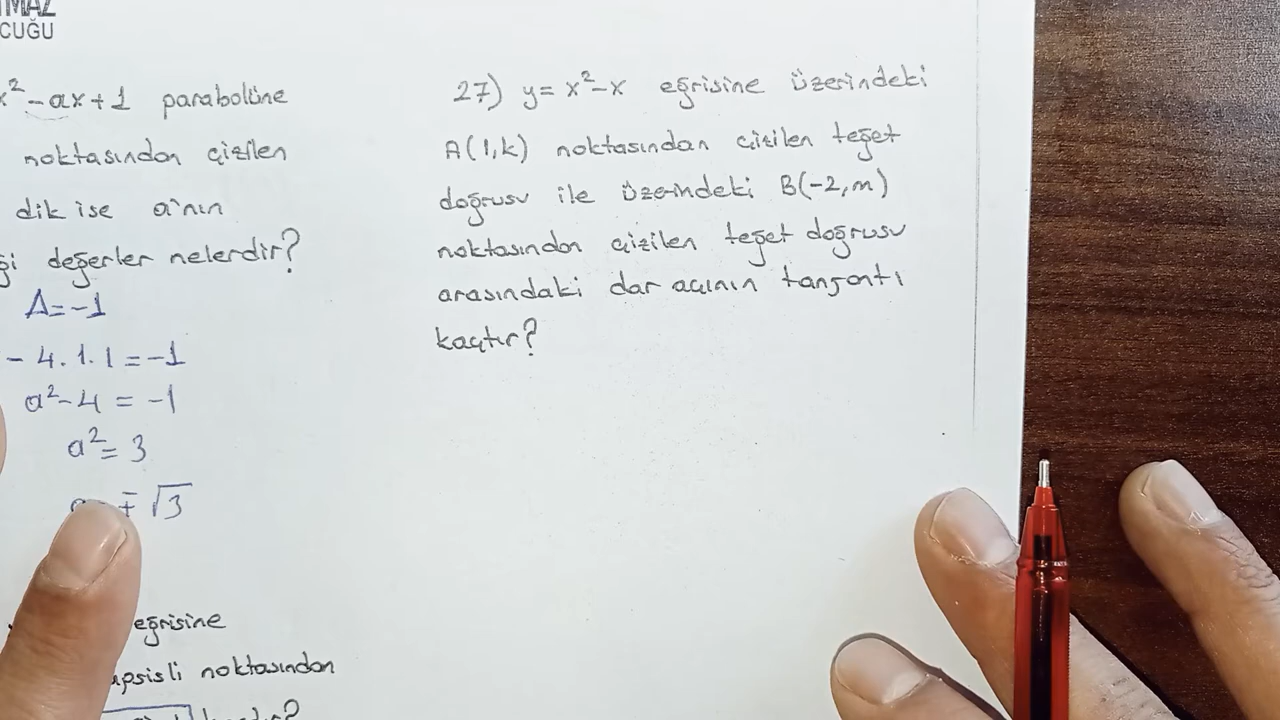 CUĞU
x² -ax+1 parabolüne
noktasından çizilen
dik ise a'nın
değerler nelerdir?
Δ=-1
- 4.1.1 = -1
a²-4 = -1
a² = 3
∓ √3
eğrisine
apsisli noktasından
27) y= x²-x eğrisine üzerindeki
A(1,k) noktasından çizilen teğet
doğrusu ile üzerindeki B(-2,m)
noktasından çizilen teğet doğrusu
arasındaki dar açının tanjantı
kaçtır?